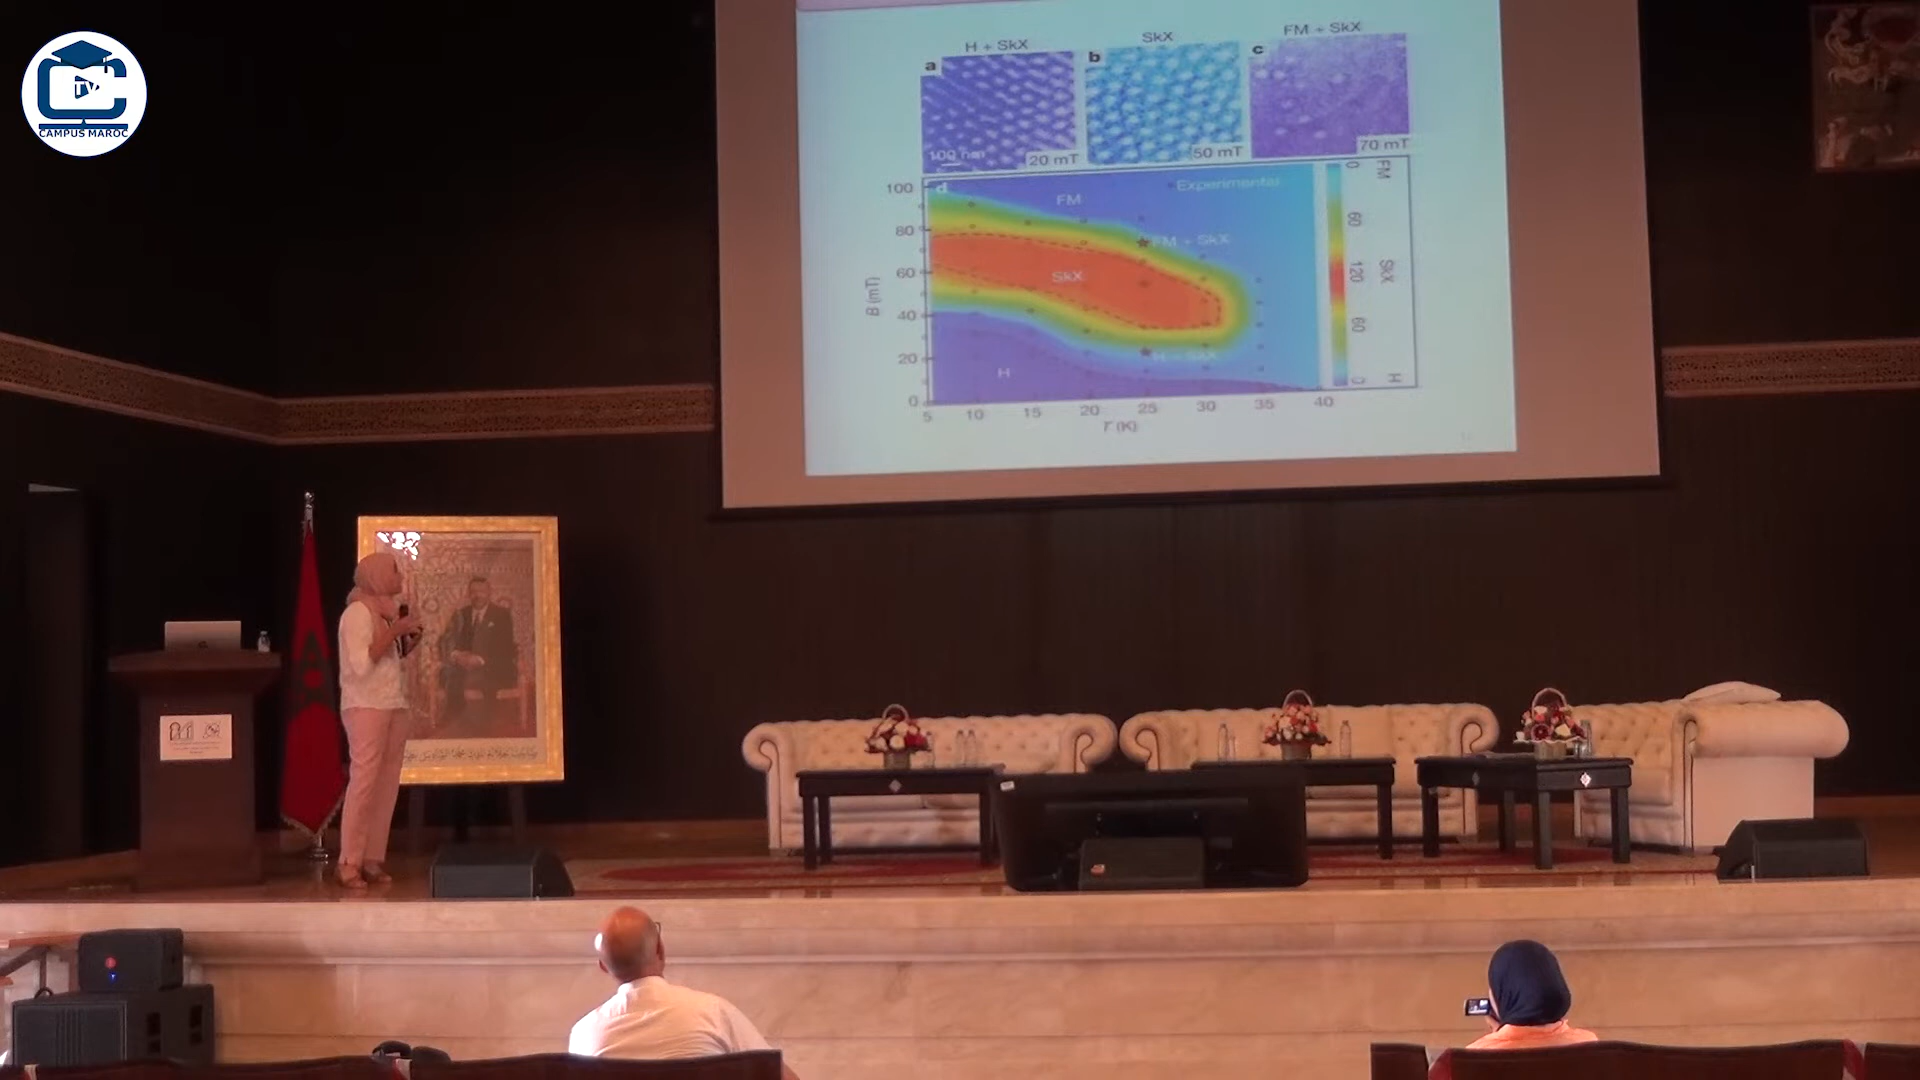 TV
CAMPUS MAROC
H + SkX
SkX
FM + SkX
a
b
c
100 nm
20 mT
50 mT
70 mT
d
Experimental
FM
FM + SkX
SkX
H + SkX
H
100
80
60
40
20
0
B (mT)
5 10 15 20 25 30 35 40
T (K)
0
60
120
60
0
FM
SkX
H